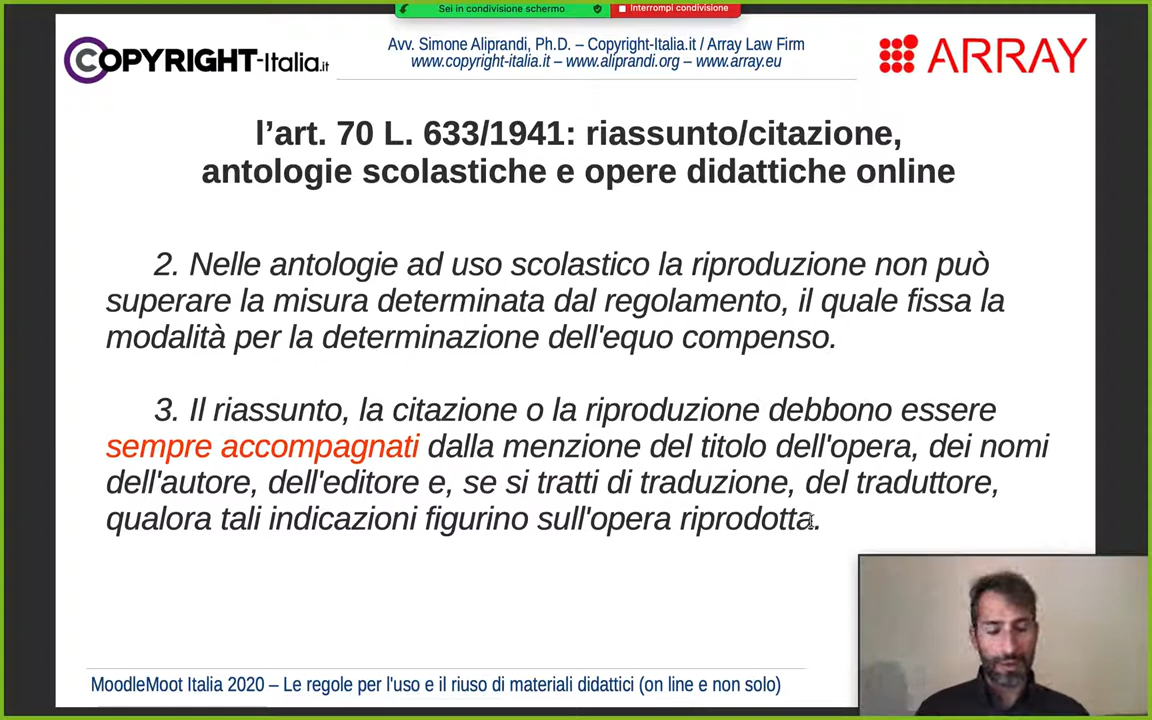 Sei in condivisione schermo
Interrompi condivisione
COPYRIGHT-Italia.it
Avv. Simone Aliprandi, Ph.D. – Copyright-Italia.it / Array Law Firm
www.copyright-italia.it – www.aliprandi.org – www.array.eu
ARRAY
l’art. 70 L. 633/1941: riassunto/citazione,
antologie scolastiche e opere didattiche online
2. Nelle antologie ad uso scolastico la riproduzione non può
superare la misura determinata dal regolamento, il quale fissa la
modalità per la determinazione dell'equo compenso.
3. Il riassunto, la citazione o la riproduzione debbono essere
sempre accompagnati dalla menzione del titolo dell'opera, dei nomi
dell'autore, dell'editore e, se si tratti di traduzione, del traduttore,
qualora tali indicazioni figurino sull'opera riprodotta.
MoodleMoot Italia 2020 – Le regole per l'uso e il riuso di materiali didattici (on line e non solo)